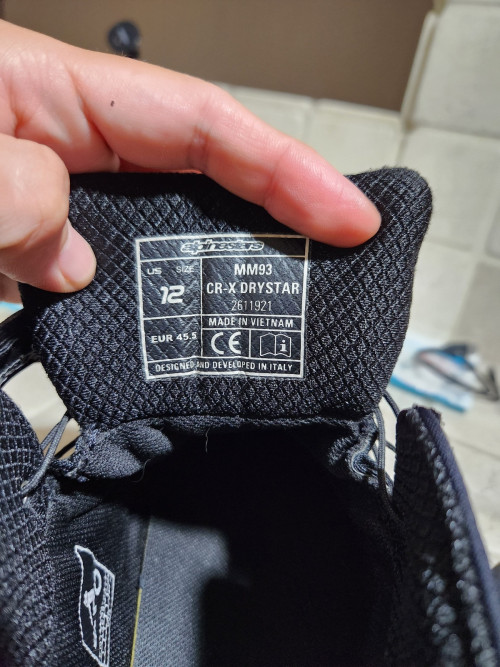 alpinestars
US SIZE
12
EUR 45.5
MM93
CR-X DRYSTAR
2611921
MADE IN VIETNAM
CE i
DESIGNED AND DEVELOPED IN ITALY